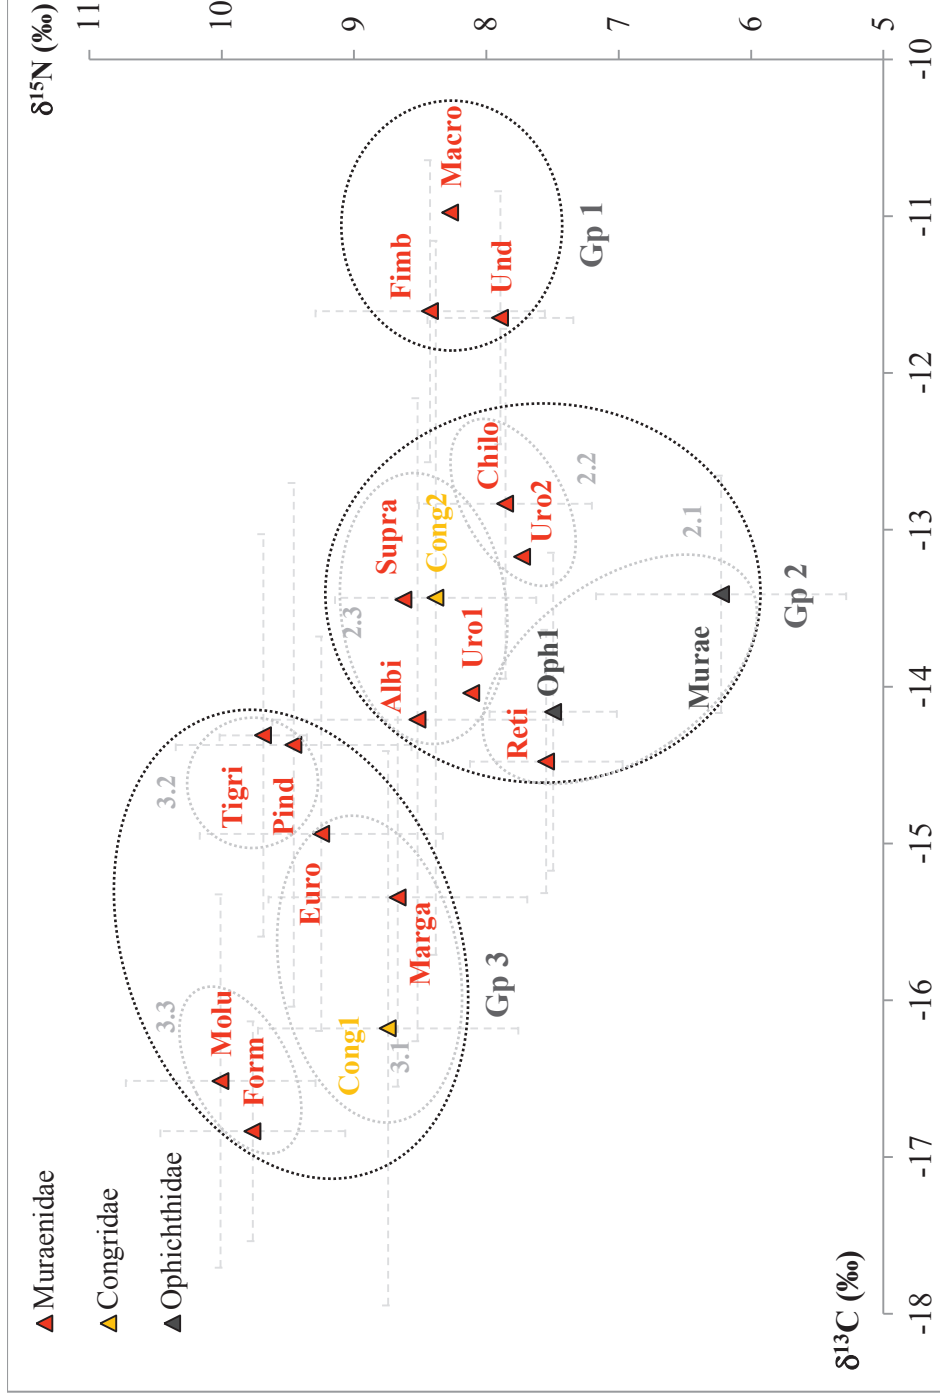 Muraenidae
Congridae
Ophichthidae
δ¹⁵N (‰)
11
10
9
8
7
6
5
3.3
Molu
Form
3.2
Tigri
Pind
Euro
Cong1
3.1
Marga
Gp 3
2.3
Albi
Supra
Cong2
Uro1
Chilo
Uro2
2.2
Reti
Oph1
2.1
Murae
Gp 2
Fimb
Macro
Und
Gp 1
δ¹³C (‰)
-18
-17
-16
-15
-14
-13
-12
-11
-10